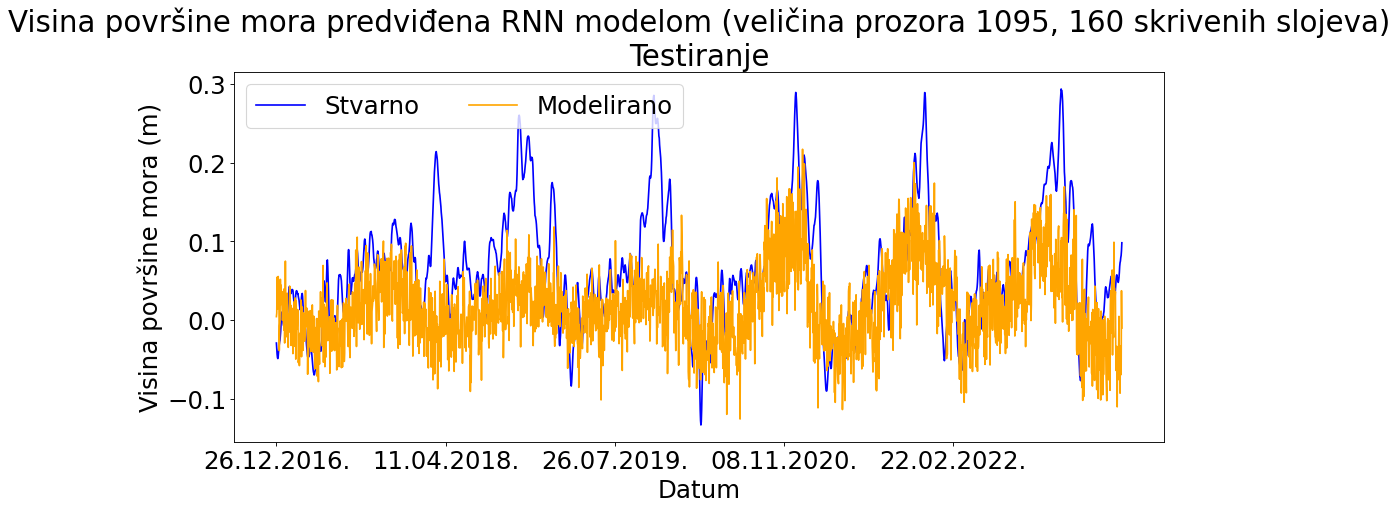 Visina površine mora predviđena RNN modelom (veličina prozora 1095, 160 skrivenih slojeva)
Testiranje
Stvarno
Modelirano
Visina površine mora (m)
0.3
0.2
0.1
0.0
−0.1
26.12.2016.
11.04.2018.
26.07.2019.
08.11.2020.
22.02.2022.
Datum